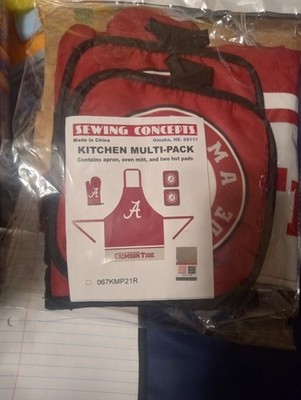 SEWING CONCEPTS
Made in China
Omaha, NE. 68117
KITCHEN MULTI-PACK
Contains apron, oven mitt, and two hot pads
A
A
CRIMSON TIDE
067KMP21R
AMA